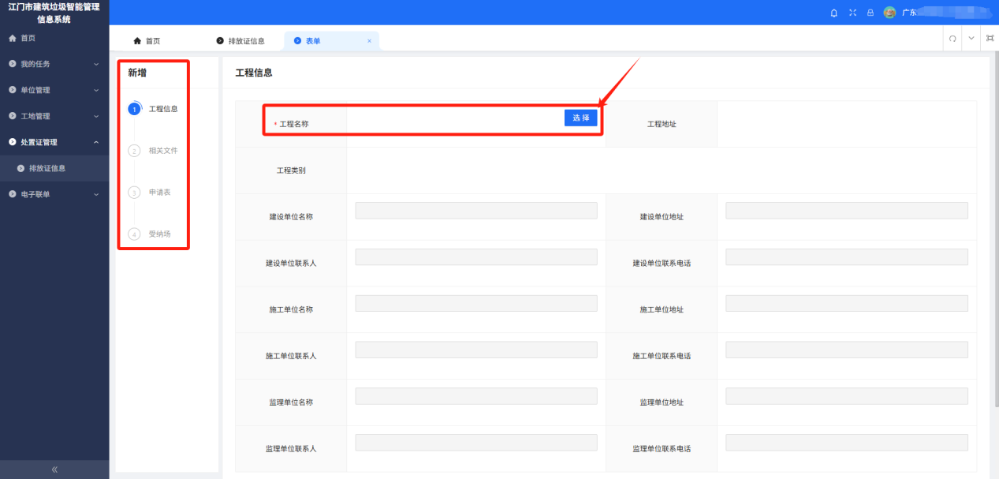 江门市建筑垃圾智能管理
信息系统
广东
首页
我的任务
单位管理
工地管理
处置证管理
排放证信息
电子联单
首页
排放证信息
表单
×
新增
1 工程信息
2 相关文件
3 申请表
4 受纳场
工程信息
* 工程名称
选 择
工程地址
工程类别
建设单位名称
建设单位地址
建设单位联系人
建设单位联系电话
施工单位名称
施工单位地址
施工单位联系人
施工单位联系电话
监理单位名称
监理单位地址
监理单位联系人
监理单位联系电话